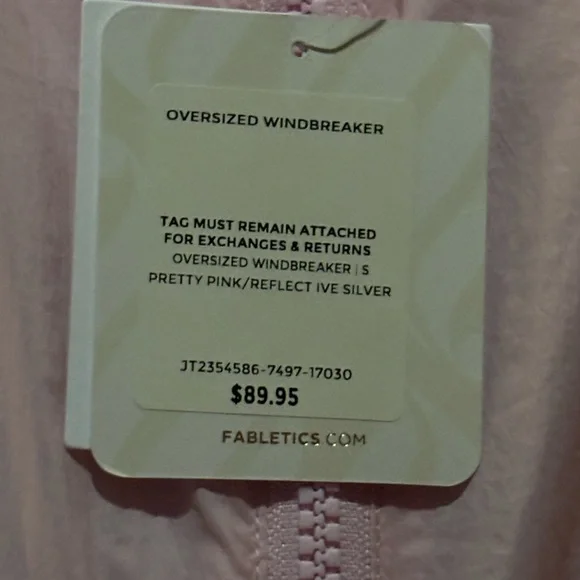 OVERSIZED WINDBREAKER
TAG MUST REMAIN ATTACHED
FOR EXCHANGES & RETURNS
OVERSIZED WINDBREAKER | S
PRETTY PINK/REFLECT IVE SILVER
JT2354586-7497-17030
$89.95
FABLETICS.COM